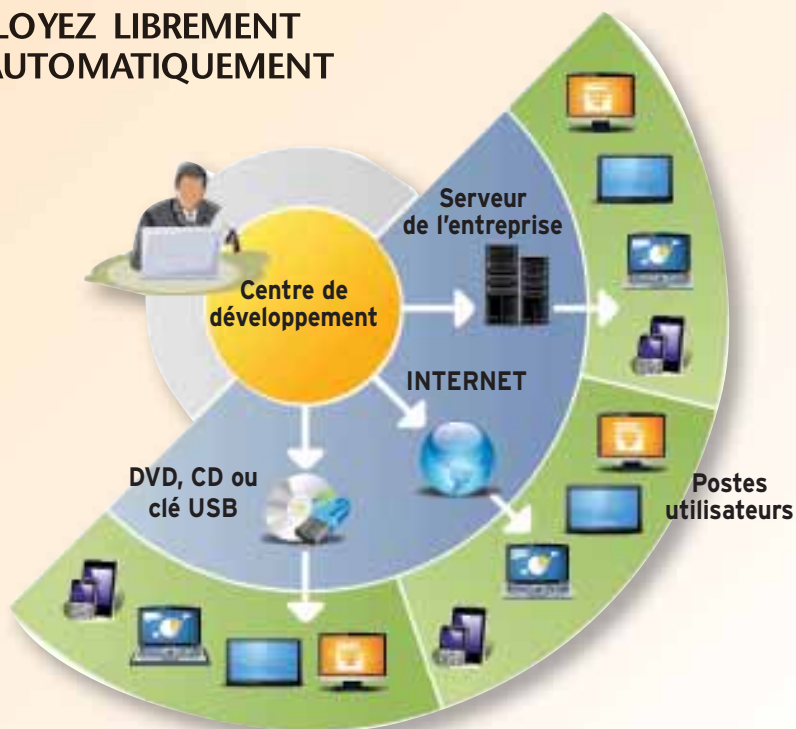 LOYEZ LIBREMENT
AUTOMATIQUEMENT
Serveur
de l'entreprise
Centre de
développement
INTERNET
DVD, CD ou
clé USB
Postes
utilisateurs